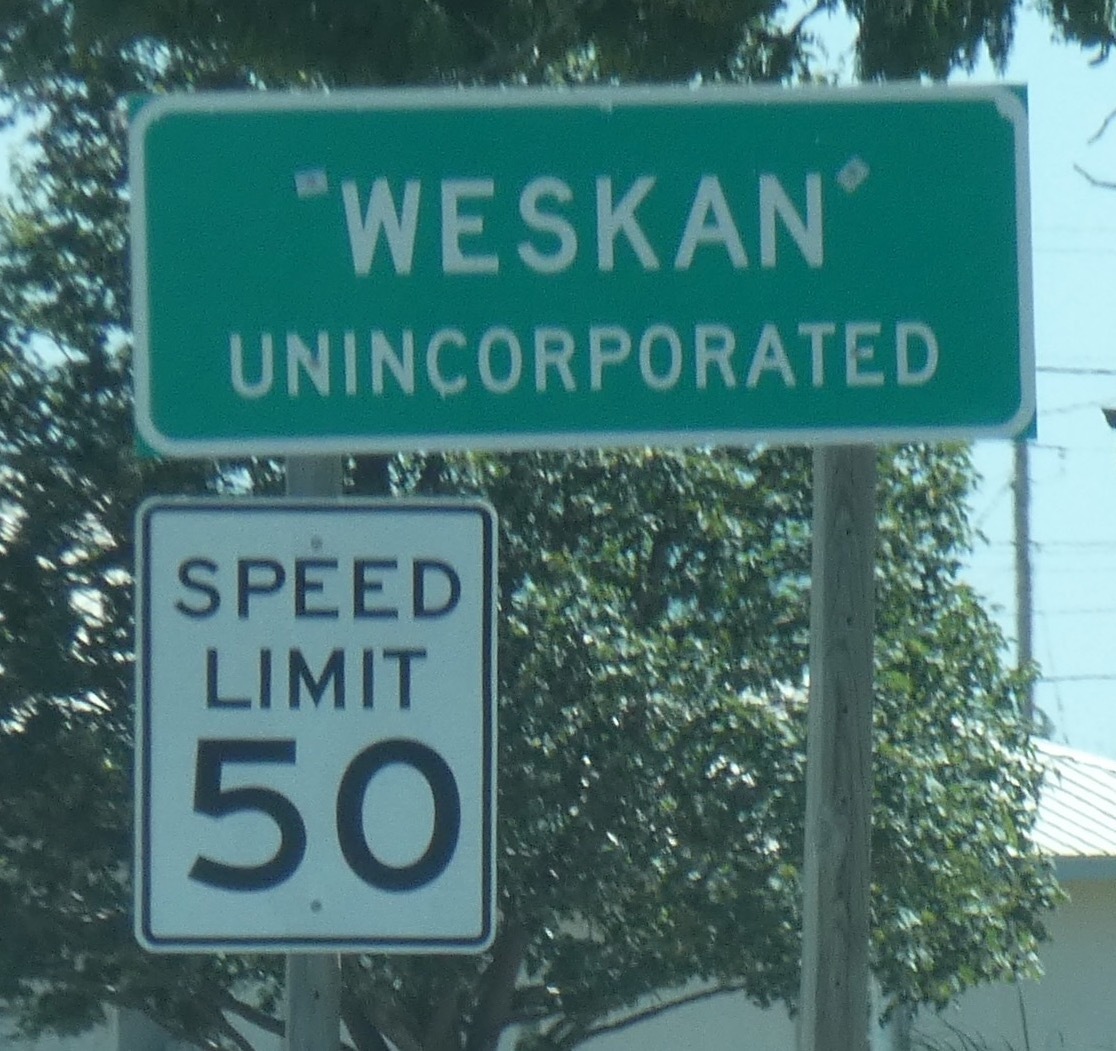 "WESKAN"
UNINCORPORATED
SPEED
LIMIT
50